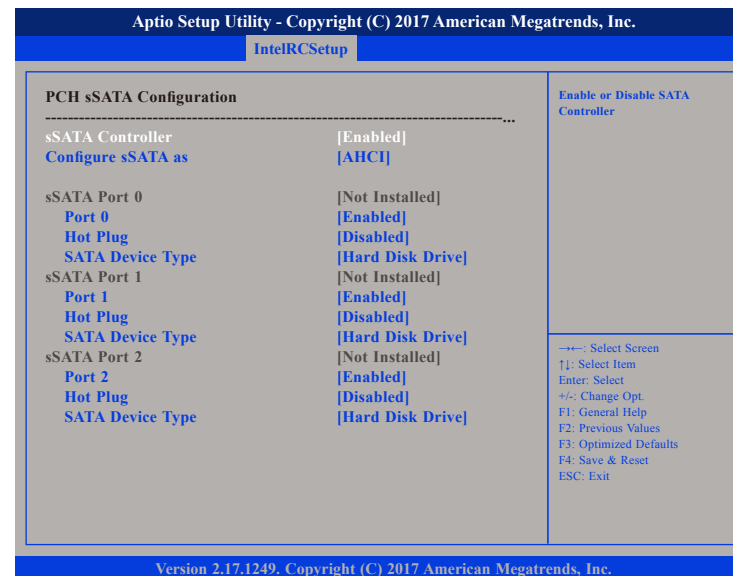 Aptio Setup Utility - Copyright (C) 2017 American Megatrends, Inc.
IntelRCSetup
PCH sSATA Configuration
----------------------------------------------------------------------------...
sSATA Controller [Enabled]
Configure sSATA as [AHCI]
sSATA Port 0 [Not Installed]
Port 0 [Enabled]
Hot Plug [Disabled]
SATA Device Type [Hard Disk Drive]
sSATA Port 1 [Not Installed]
Port 1 [Enabled]
Hot Plug [Disabled]
SATA Device Type [Hard Disk Drive]
sSATA Port 2 [Not Installed]
Port 2 [Enabled]
Hot Plug [Disabled]
SATA Device Type [Hard Disk Drive]
Enable or Disable SATA
Controller
→←: Select Screen
↑↓: Select Item
Enter: Select
+/-: Change Opt.
F1: General Help
F2: Previous Values
F3: Optimized Defaults
F4: Save & Reset
ESC: Exit
Version 2.17.1249. Copyright (C) 2017 American Megatrends, Inc.